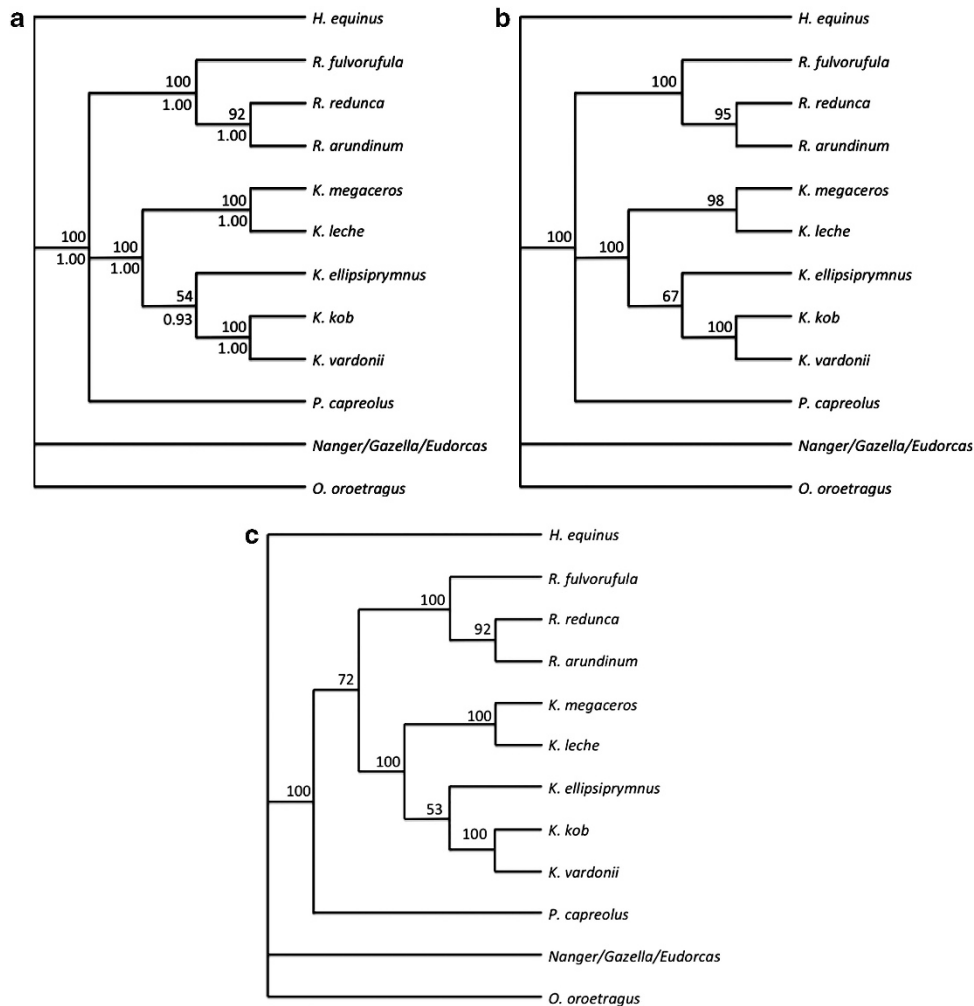 a
H. equinus
R. fulvorufula
100
1.00
R. redunca
92
1.00
R. arundinum
K. megaceros
100
1.00
K. leche
100
1.00
100
1.00
K. ellipsiprymnus
54
0.93
K. kob
100
1.00
K. vardonii
P. capreolus
Nanger/Gazella/Eudorcas
O. oroetragus
b
H. equinus
R. fulvorufula
100
R. redunca
95
R. arundinum
K. megaceros
98
K. leche
100
100
K. ellipsiprymnus
67
K. kob
100
K. vardonii
P. capreolus
Nanger/Gazella/Eudorcas
O. oroetragus
c
H. equinus
R. fulvorufula
100
R. redunca
92
R. arundinum
72
K. megaceros
100
K. leche
100
100
K. ellipsiprymnus
53
K. kob
100
K. vardonii
P. capreolus
Nanger/Gazella/Eudorcas
O. oroetragus